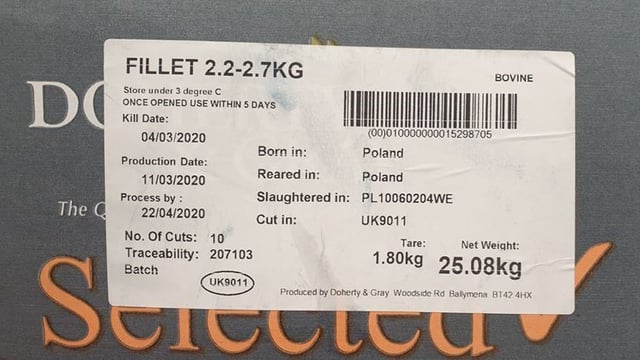 DO
FILLET 2.2-2.7KG
BOVINE
Store under 3 degree C
ONCE OPENED USE WITHIN 5 DAYS
(00)010000000015298705
Kill Date:
04/03/2020
Born in: Poland
Production Date:
11/03/2020
Reared in: Poland
Process by :
22/04/2020
Slaughtered in: PL10060204WE
Cut in: UK9011
The Q
No. Of Cuts: 10
Traceability: 207103
Batch
Tare: Net Weight:
1.80kg 25.08kg
UK9011
Produced by Doherty & Gray Woodside Rd Ballymena BT42 4HX
Selected